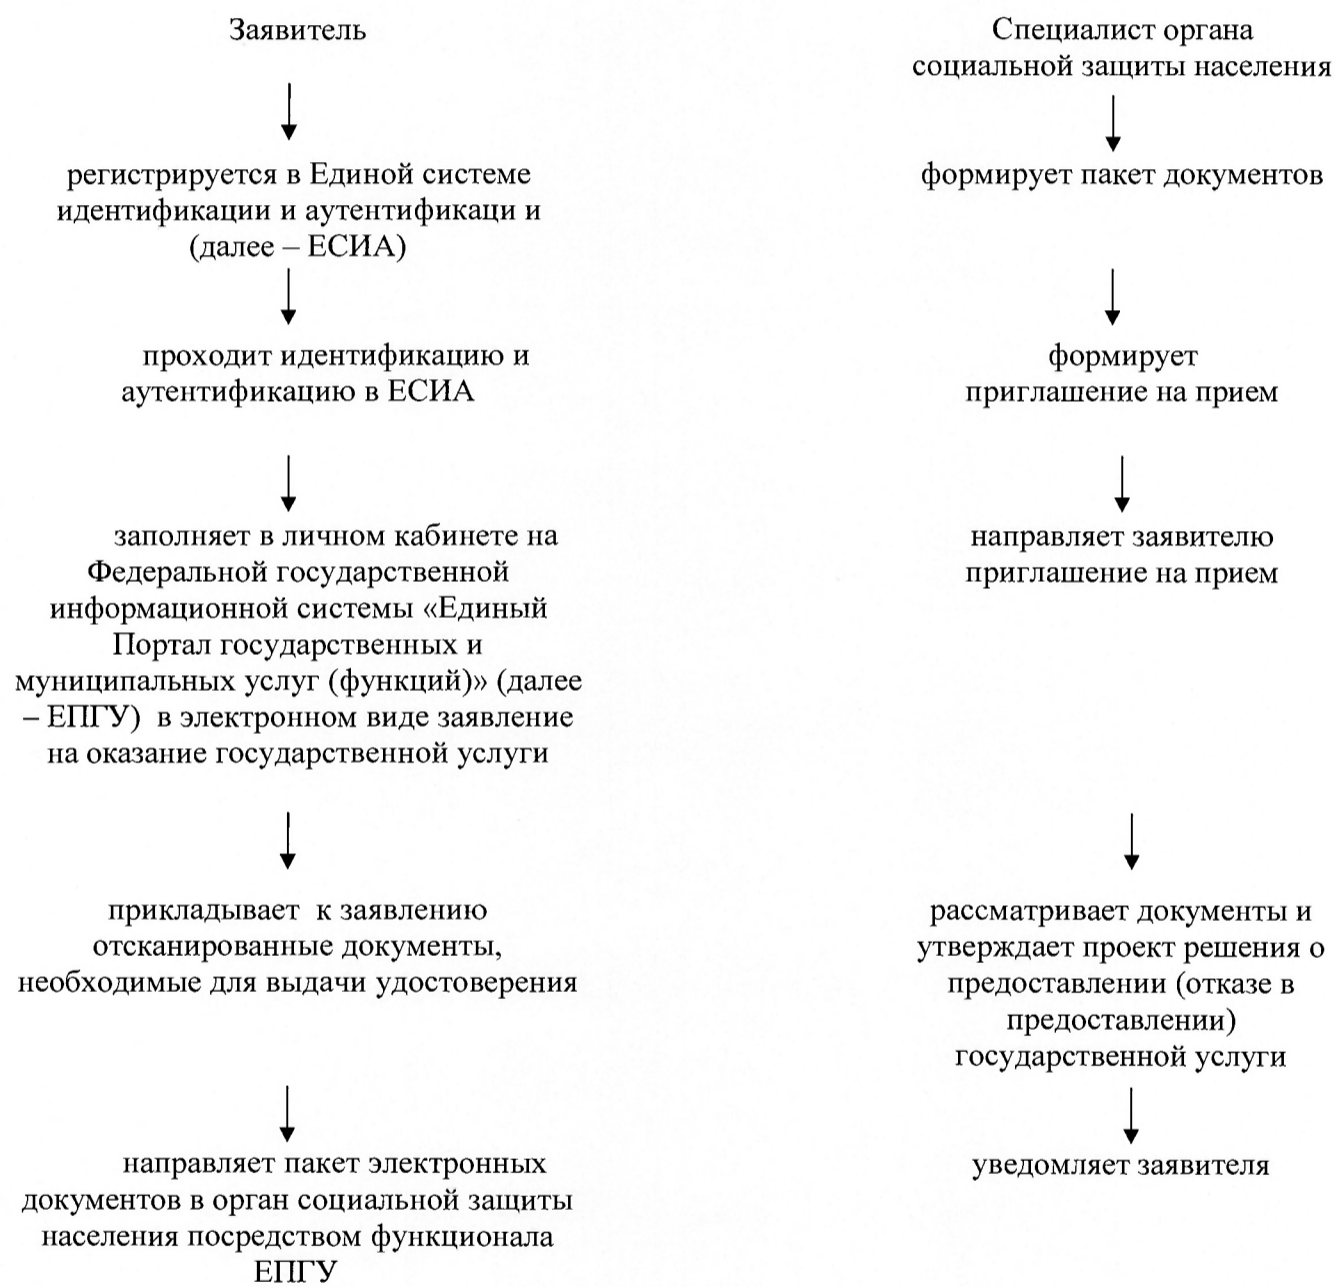 Заявитель
регистрируется в Единой системе
идентификации и аутентификаци и
(далее – ЕСИА)
проходит идентификацию и
аутентификацию в ЕСИА
заполняет в личном кабинете на
Федеральной государственной
информационной системы «Единый
Портал государственных и
муниципальных услуг (функций)» (далее
– ЕПГУ)  в электронном виде заявление
на оказание государственной услуги
прикладывает  к заявлению
отсканированные документы,
необходимые для выдачи удостоверения
направляет пакет электронных
документов в орган социальной защиты
населения посредством функционала
ЕПГУ
Специалист органа
социальной защиты населения
формирует пакет документов
формирует
приглашение на прием
направляет заявителю
приглашение на прием
рассматривает документы и
утверждает проект решения о
предоставлении (отказе в
предоставлении)
государственной услуги
уведомляет заявителя